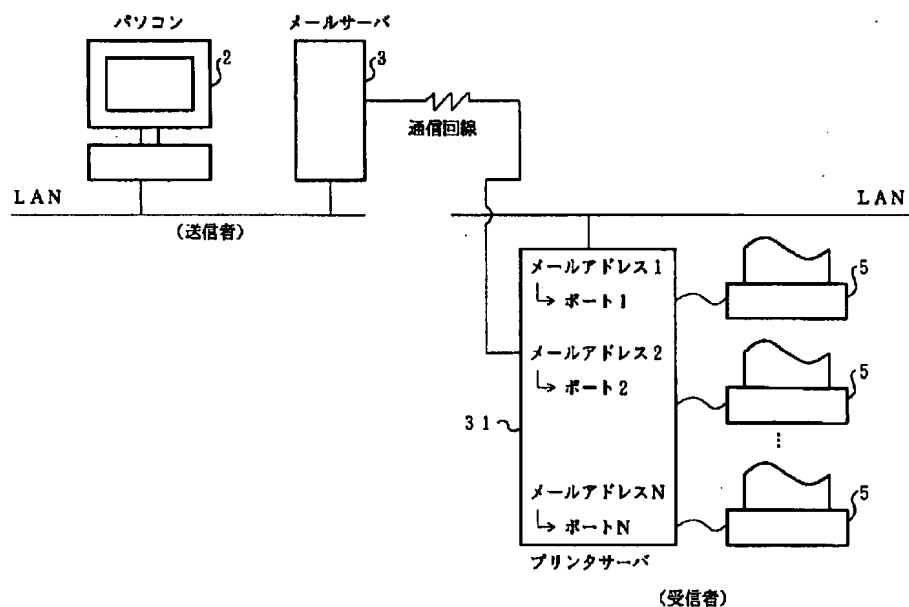 パソコン
メールサーバ
2
3
通信回線
LAN
LAN
(送信者)
メールアドレス1
ポート1
5
メールアドレス2
ポート2
5
31
メールアドレスN
ポートN
5
プリンタサーバ
(受信者)